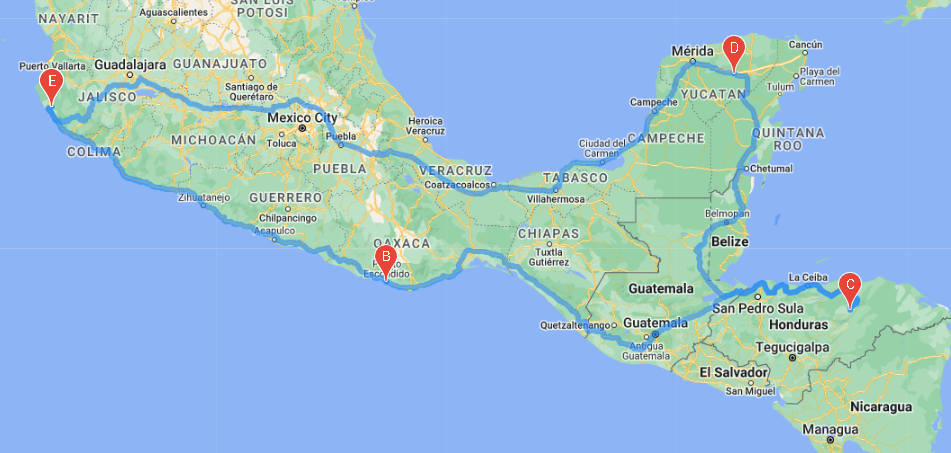 NAYARIT
Aguascalientes
SAN LUIS
POTOSI
Tampico
Puerto Vallarta
Guadalajara
GUANAJUATO
E
JALISCO
Santiago de
Querétaro
Mexico City
Toluca
Puebla
MICHOACÁN
COLIMA
PUEBLA
Heroica
Veracruz
VERACRUZ
Coatzacoalcos
Ciudad del
Carmen
CAMPECHE
Campeche
Mérida
D
Cancún
Playa del
Carmen
Tulum
YUCATAN
QUINTANA
ROO
Chetumal
TABASCO
Villahermosa
Zihuatanejo
GUERRERO
Chilpancingo
Acapulco
OAXACA
B
Puerto
Escondido
CHIAPAS
Tuxtla
Gutiérrez
Belmopan
Belize
Guatemala
La Ceiba
C
San Pedro Sula
Honduras
Quetzaltenango
Guatemala
Antigua
Guatemala
Tegucigalpa
El Salvador
San Miguel
Nicaragua
Managua